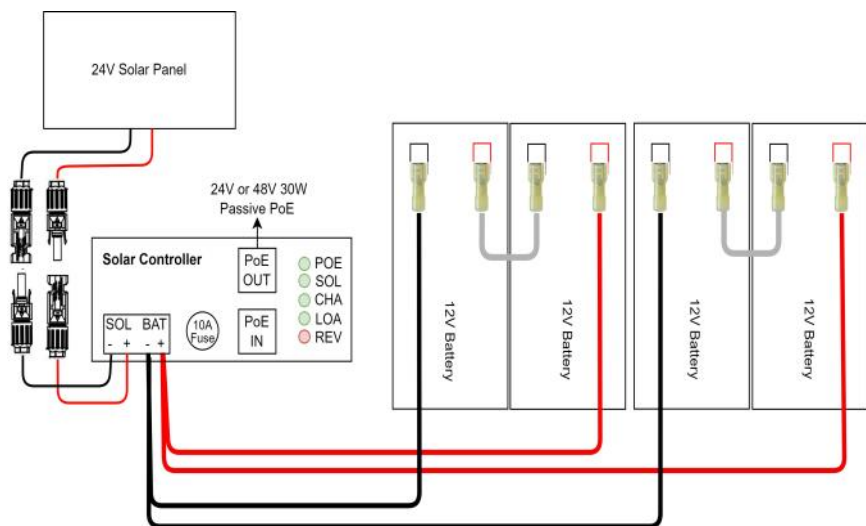 24V Solar Panel
24V or 48V 30W
Passive PoE
Solar Controller
PoE
OUT
POE
SOL
CHA
LOA
REV
SOL BAT
- + - +
10A
Fuse
PoE
IN
12V Battery
12V Battery
12V Battery
12V Battery